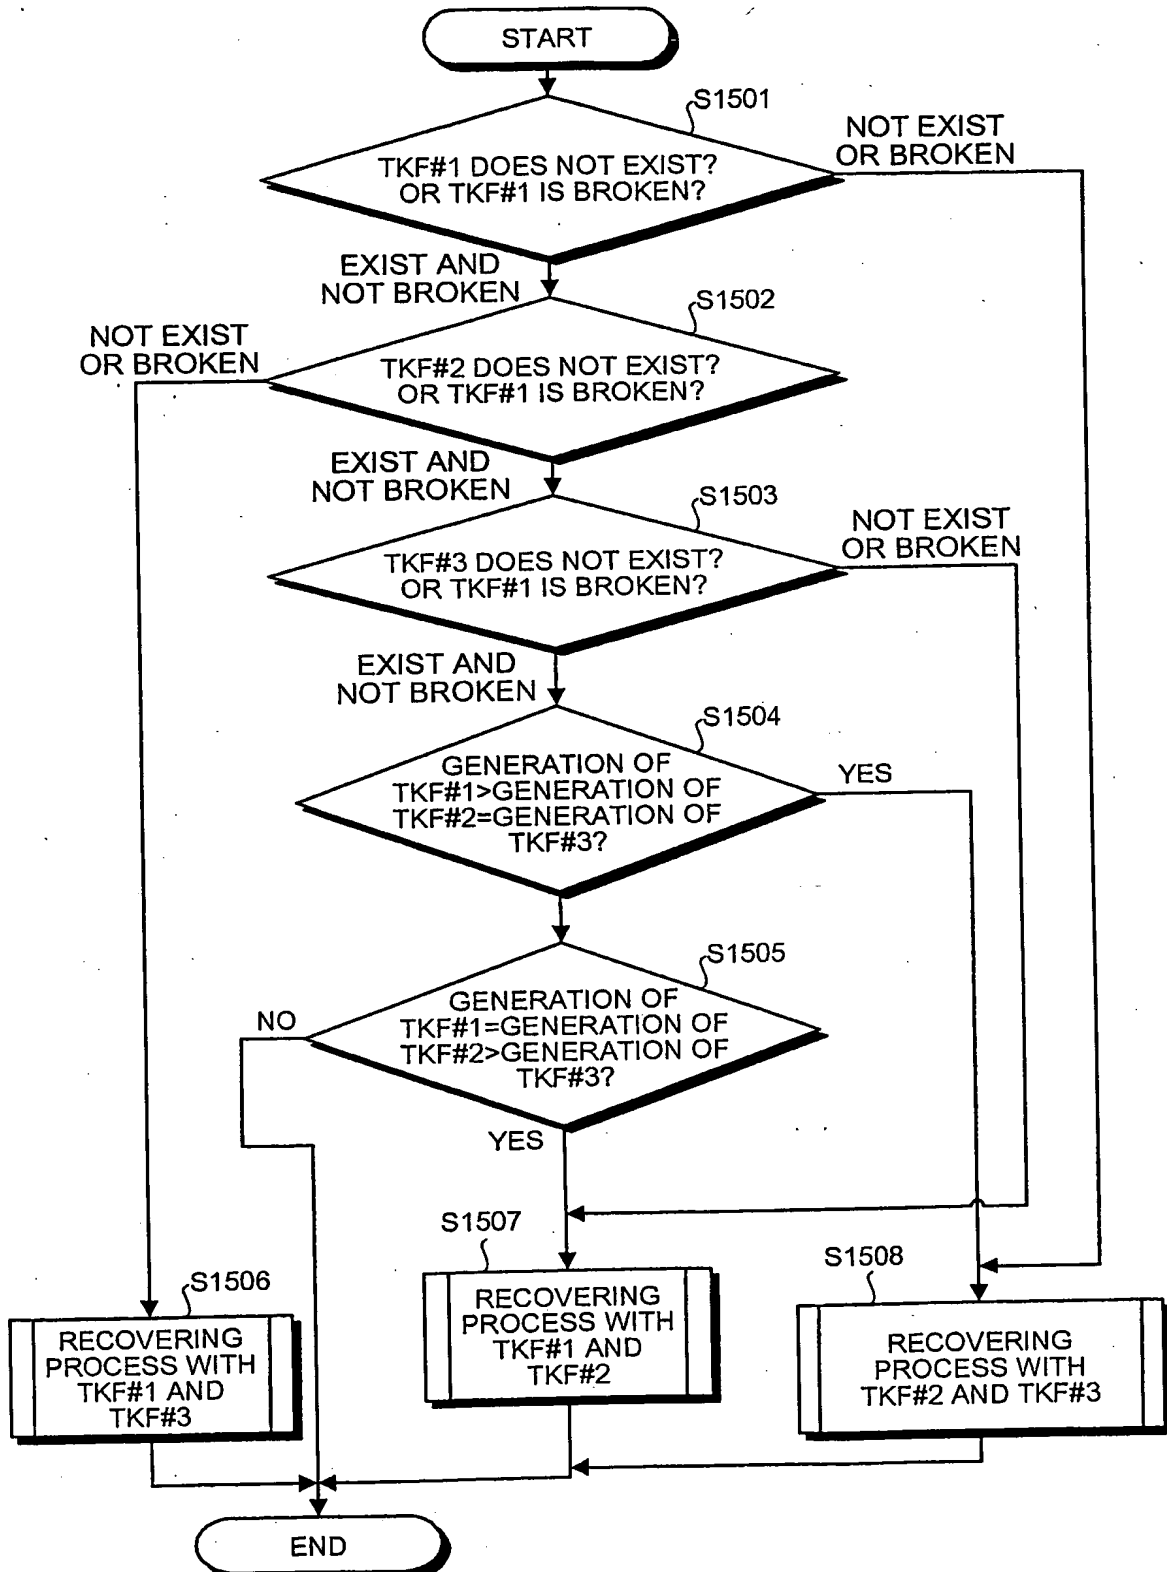 START
S1501
TKF#1 DOES NOT EXIST?
OR TKF#1 IS BROKEN?
NOT EXIST
OR BROKEN
EXIST AND
NOT BROKEN
S1502
NOT EXIST
OR BROKEN
TKF#2 DOES NOT EXIST?
OR TKF#1 IS BROKEN?
EXIST AND
NOT BROKEN
S1503
NOT EXIST
OR BROKEN
TKF#3 DOES NOT EXIST?
OR TKF#1 IS BROKEN?
EXIST AND
NOT BROKEN
S1504
GENERATION OF
TKF#1>GENERATION OF
TKF#2=GENERATION OF
TKF#3?
YES
S1505
GENERATION OF
TKF#1=GENERATION OF
TKF#2>GENERATION OF
TKF#3?
NO
YES
S1506
RECOVERING
PROCESS WITH
TKF#1 AND
TKF#3
S1507
RECOVERING
PROCESS WITH
TKF#1 AND
TKF#2
S1508
RECOVERING
PROCESS WITH
TKF#2 AND TKF#3
END